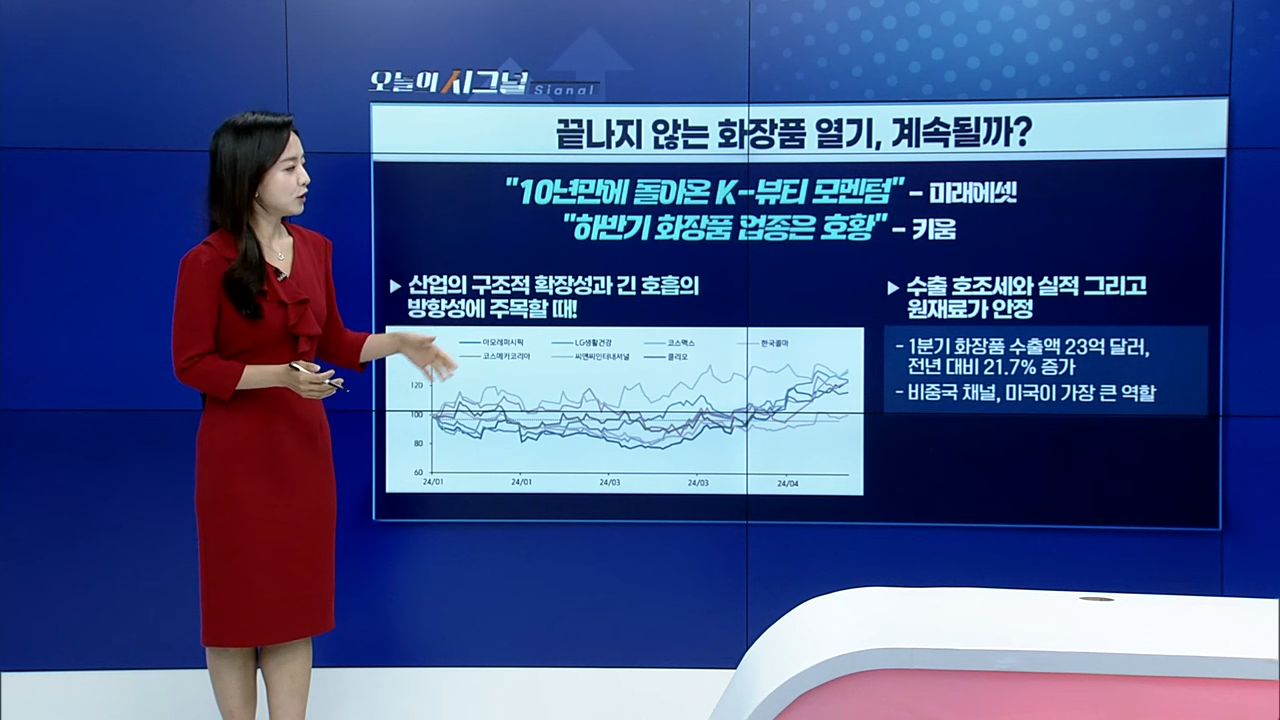 오늘의 시그널 Signal
끝나지 않는 화장품 열기, 계속될까?
"10년만에 돌아온 K-뷰티 모멘텀" - 미래에셋
"하반기 화장품 업종은 호황" - 키움
▶ 산업의 구조적 확장성과 긴 호흡의
방향성에 주목할 때!
아모레퍼시픽 LG생활건강 코스맥스 한국콜마
코스메카코리아 씨앤씨인터내셔널 클리오
120
100
80
60
24/01 24/01 24/03 24/03 24/04
▶ 수출 호조세와 실적 그리고
원재료가 안정
- 1분기 화장품 수출액 23억 달러,
전년 대비 21.7% 증가
- 비중국 채널, 미국이 가장 큰 역할